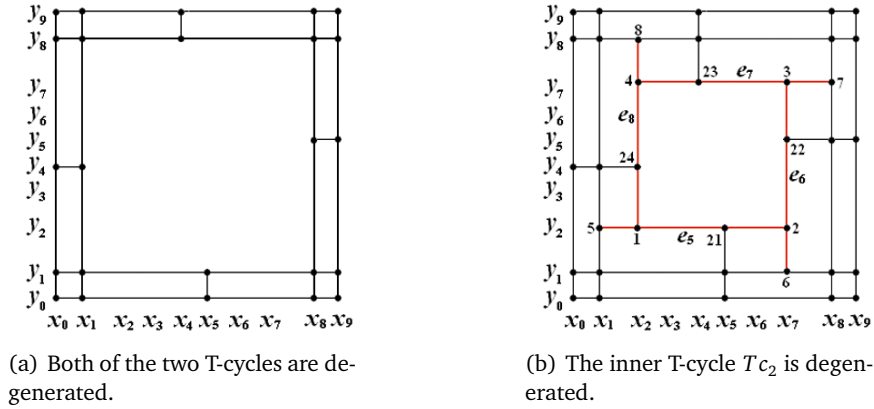 y₉
y₈
y₇
y₆
y₅
y₄
y₃
y₂
y₁
y₀
x₀ x₁ x₂ x₃ x₄ x₅ x₆ x₇ x₈ x₉
(a) Both of the two T-cycles are de-
generated.
y₉
y₈
y₇
y₆
y₅
y₄
y₃
y₂
y₁
y₀
8
4 23 e₇ 3 7
e₈
24 22
e₆
5 1 e₅ 21 2
6
x₀ x₁ x₂ x₃ x₄ x₅ x₆ x₇ x₈ x₉
(b) The inner T-cycle Tc₂ is degen-
erated.